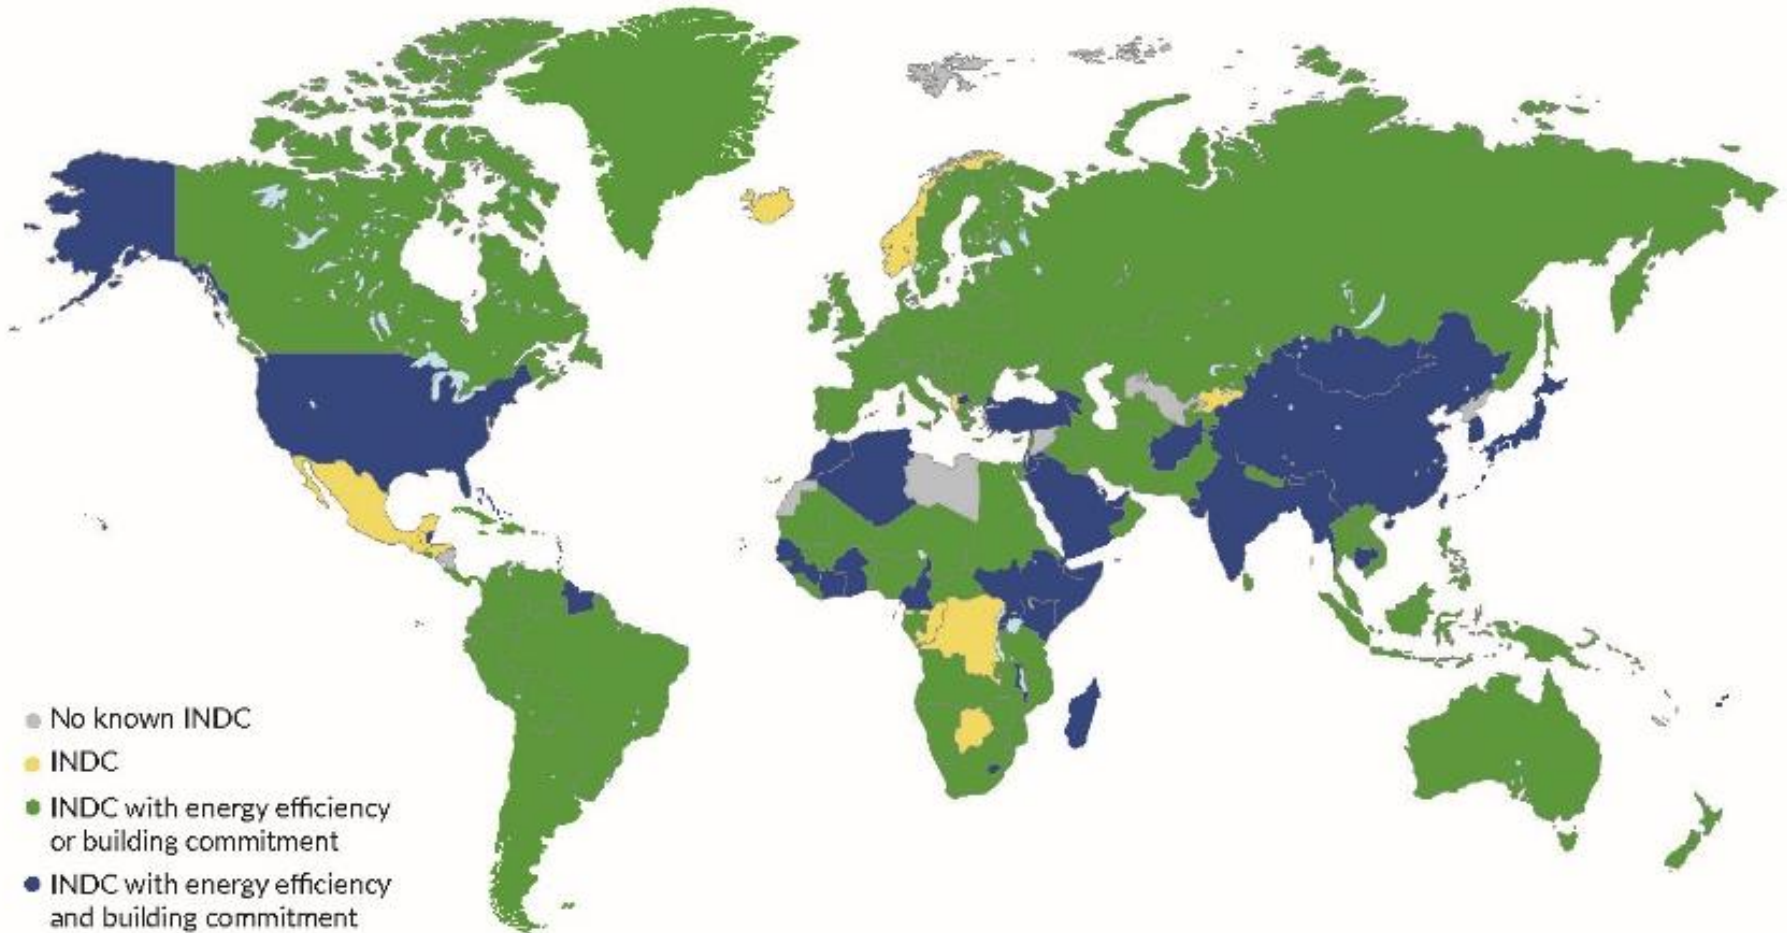 No known INDC
INDC
INDC with energy efficiency
or building commitment
INDC with energy efficiency
and building commitment